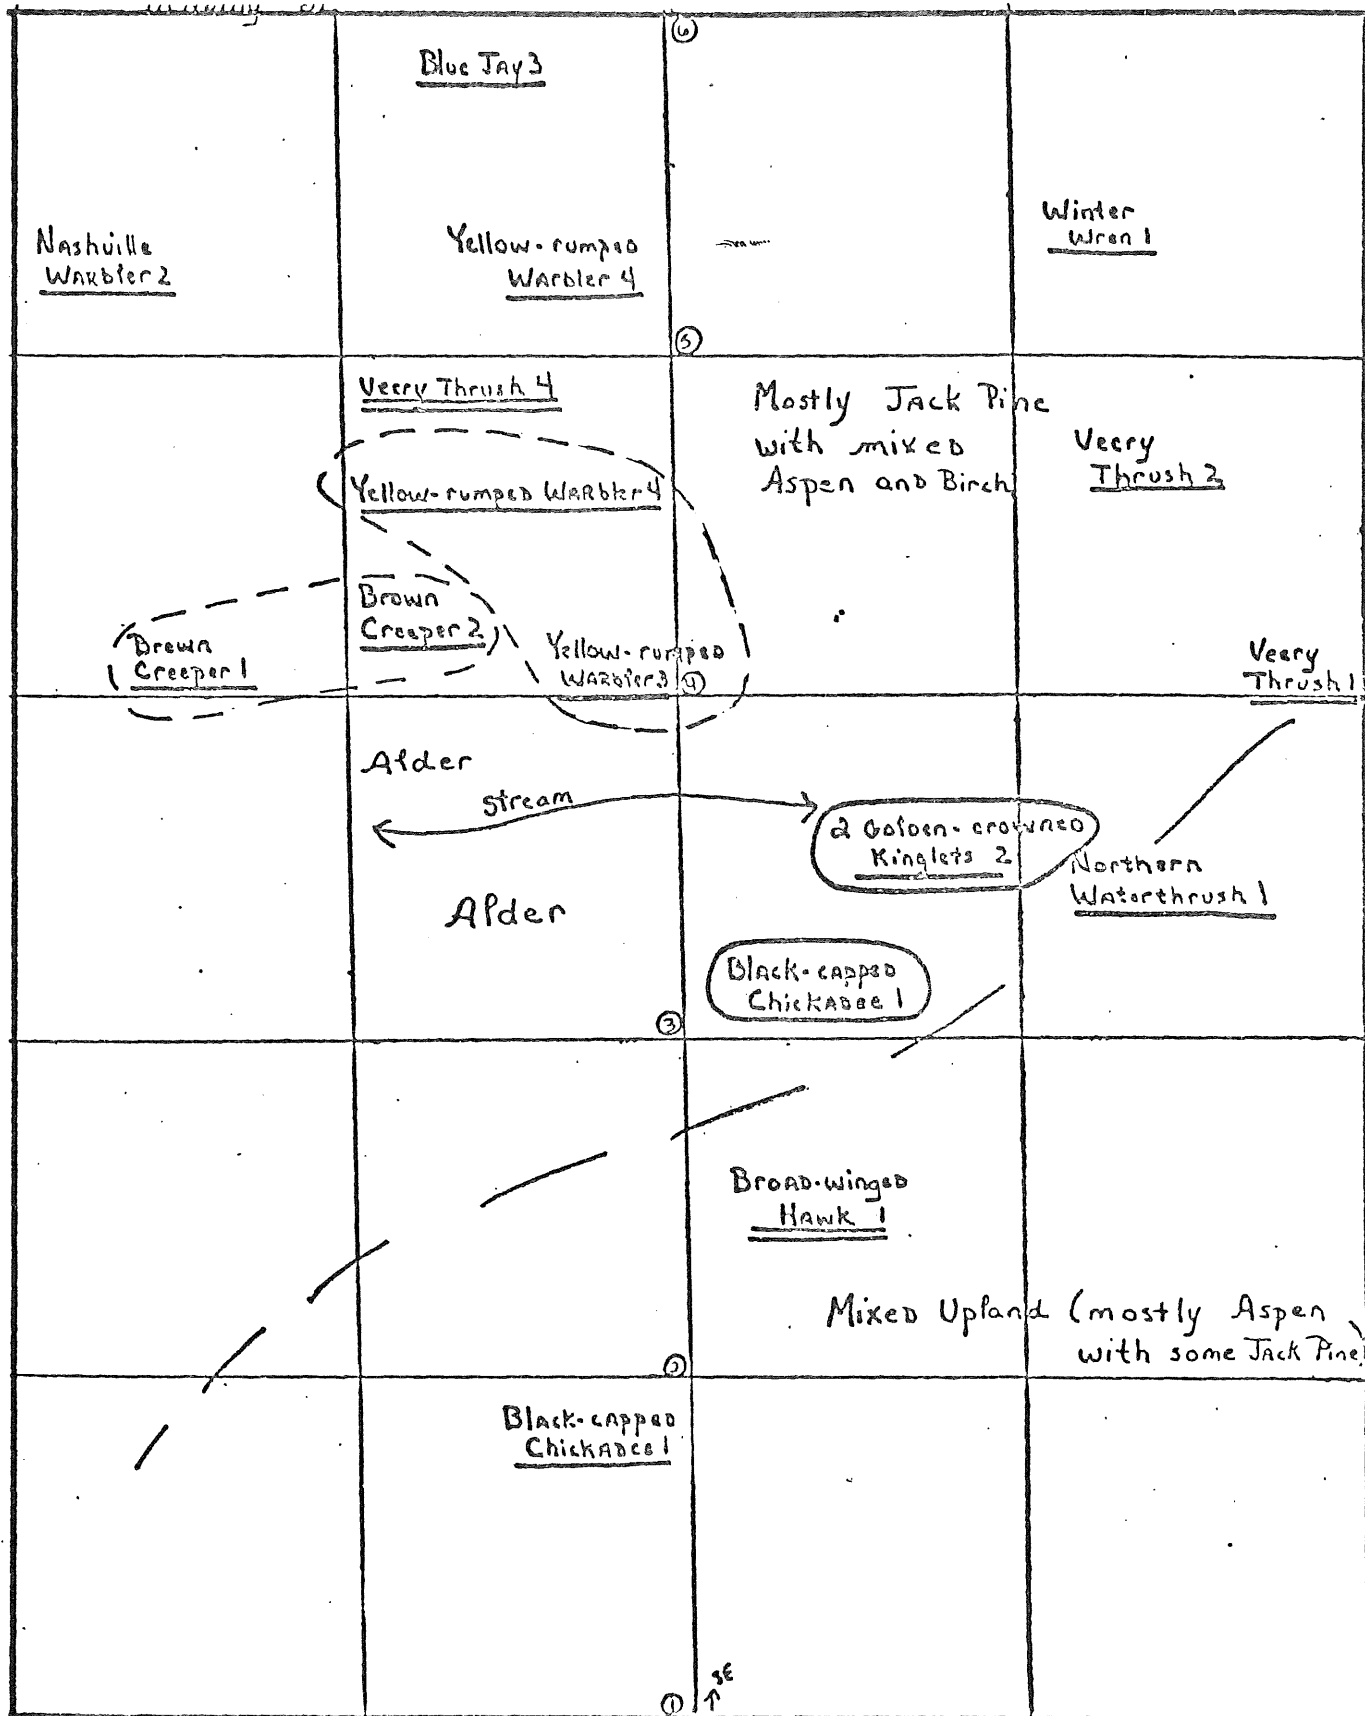 6
Blue Jay 3
Winter
Wren 1
Nashville
Warbler 2
Yellow-rumped
Warbler 4
5
Veery Thrush 4
Mostly Jack Pine
with mixed
Aspen and Birch
Veery
Thrush 2
Yellow-rumped Warbler 4
Brown
Creeper 2
Brown
Creeper 1
Yellow-rumped
Warbler 3
4
Veery
Thrush 1
Alder
Stream
2 Golden-crowned
Kinglets 2
Northern
Waterthrush 1
Alder
Black-capped
Chickadee 1
3
Broad-winged
Hawk 1
Mixed Upland (mostly Aspen
with some Jack Pine)
2
Black-capped
Chickadee 1
SE
1